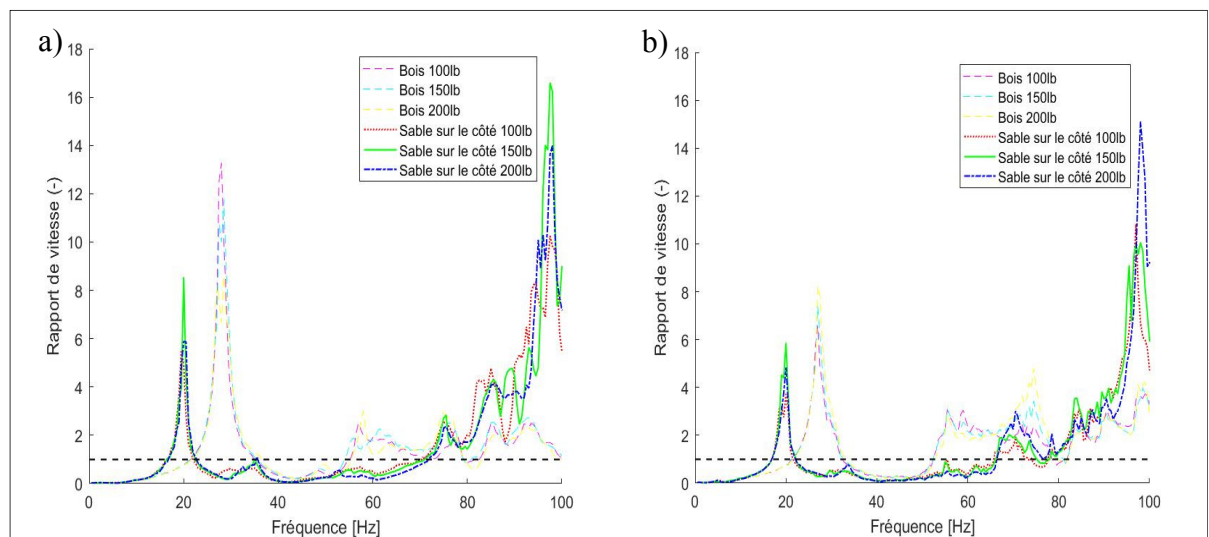 a)
Rapport de vitesse (-)
18
16
14
12
10
8
6
4
2
0
Bois 100lb
Bois 150lb
Bois 200lb
Sable sur le côté 100lb
Sable sur le côté 150lb
Sable sur le côté 200lb
0 20 40 60 80 100
Fréquence [Hz]
b)
Rapport de vitesse (-)
18
16
14
12
10
8
6
4
2
0
Bois 100lb
Bois 150lb
Bois 200lb
Sable sur le côté 100lb
Sable sur le côté 150lb
Sable sur le côté 200lb
0 20 40 60 80 100
Fréquence [Hz]